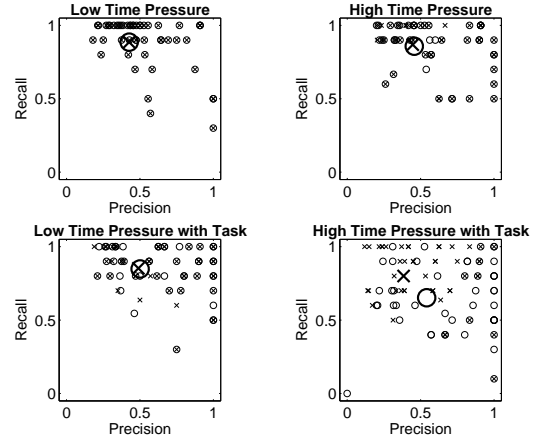 Low Time Pressure
1
0.5
0
Recall
0 0.5 1
Precision
High Time Pressure
1
0.5
0
Recall
0 0.5 1
Precision
Low Time Pressure with Task
1
0.5
0
Recall
0 0.5 1
Precision
High Time Pressure with Task
1
0.5
0
Recall
0 0.5 1
Precision